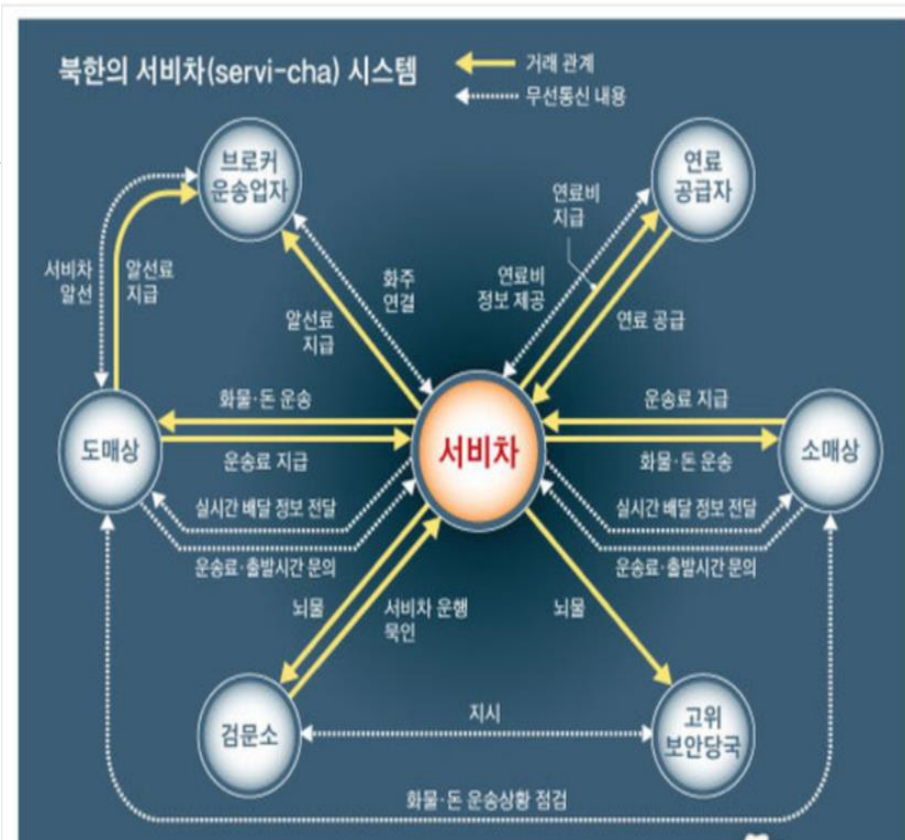 북한의 서비차(servi-cha) 시스템
거래 관계
무선통신 내용
브로커
운송업자
연료
공급자
연료비
지급
서비차
알선
알선료
지급
화주
연결
연료비
정보 제공
알선료
지급
연료 공급
화물·돈 운송
운송료 지급
도매상
서비차
소매상
운송료 지급
화물·돈 운송
실시간 배달 정보 전달
실시간 배달 정보 전달
운송료·출발시간 문의
운송료·출발시간 문의
뇌물
서비차 운행
묵인
뇌물
검문소
지시
고위
보안당국
화물·돈 운송상황 점검